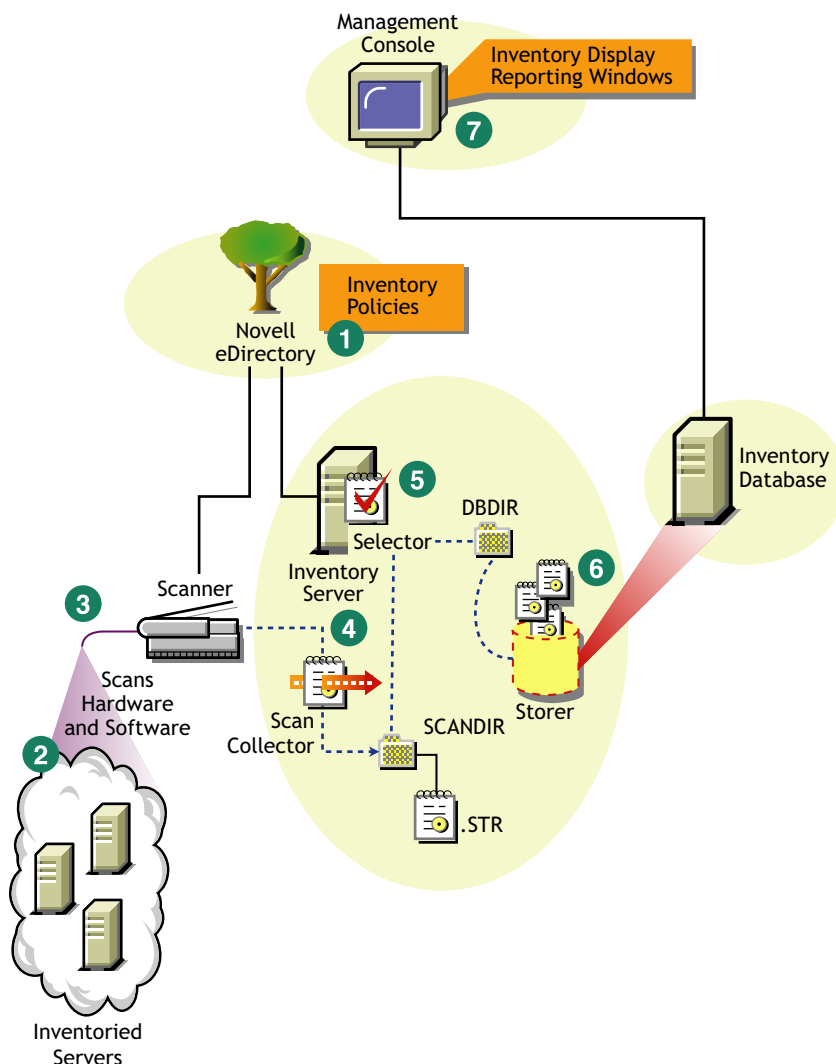 Management
Console
Inventory Display
Reporting Windows
7
Inventory
Policies
Novell
eDirectory
1
Inventory
Database
5
DBDIR
Selector
Inventory
Server
6
Scanner
3
4
Scans
Hardware
and Software
Scan
Collector
SCANDIR
Storer
2
.STR
Inventoried
Servers